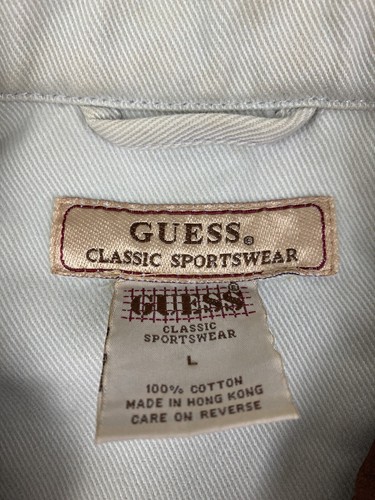 GUESS®
CLASSIC SPORTSWEAR
GUESS®
CLASSIC
SPORTSWEAR
L
100% COTTON
MADE IN HONG KONG
CARE ON REVERSE